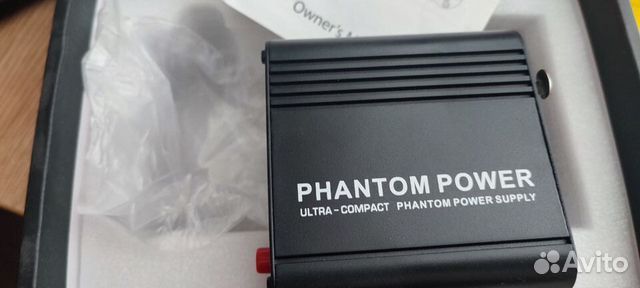 Owner's
PHANTOM POWER
ULTRA - COMPACT PHANTOM POWER SUPPLY
Avito